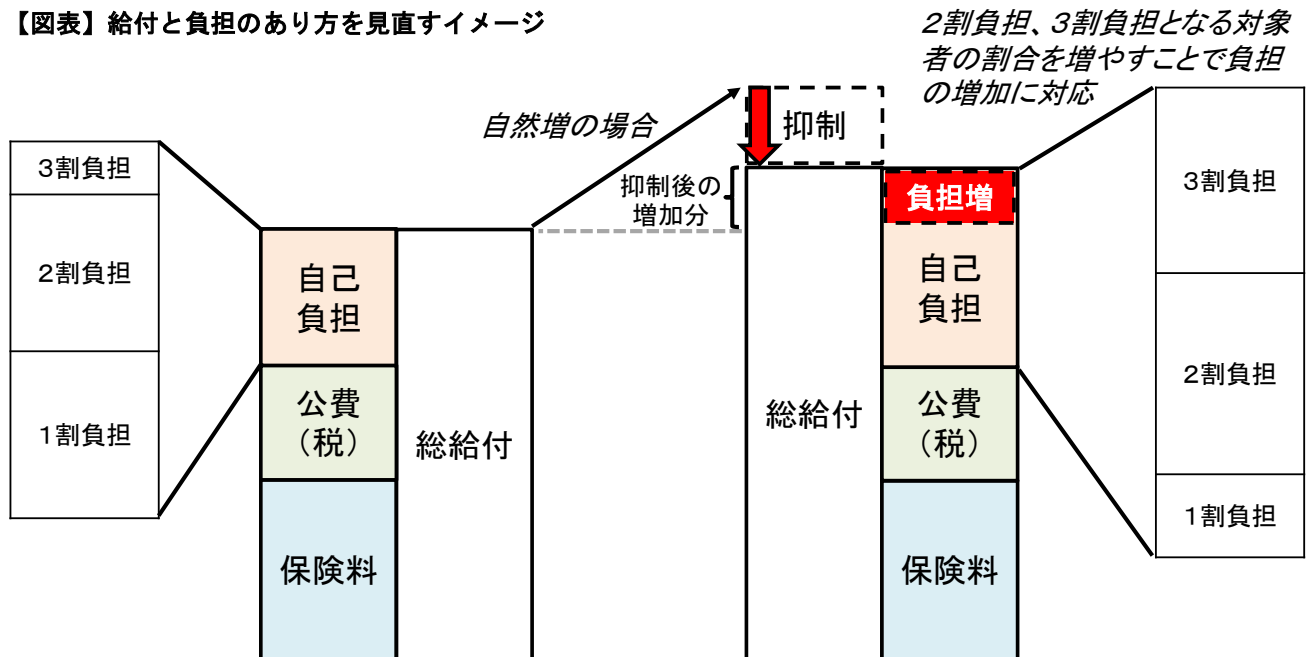 【図表】給付と負担のあり方を見直すイメージ
2割負担、3割負担となる対象
者の割合を増やすことで負担
の増加に対応
自然増の場合
抑制
3割負担
2割負担
1割負担
自己
負担
公費
（税）
保険料
総給付
抑制後の
増加分
総給付
負担増
自己
負担
公費
（税）
保険料
3割負担
2割負担
1割負担